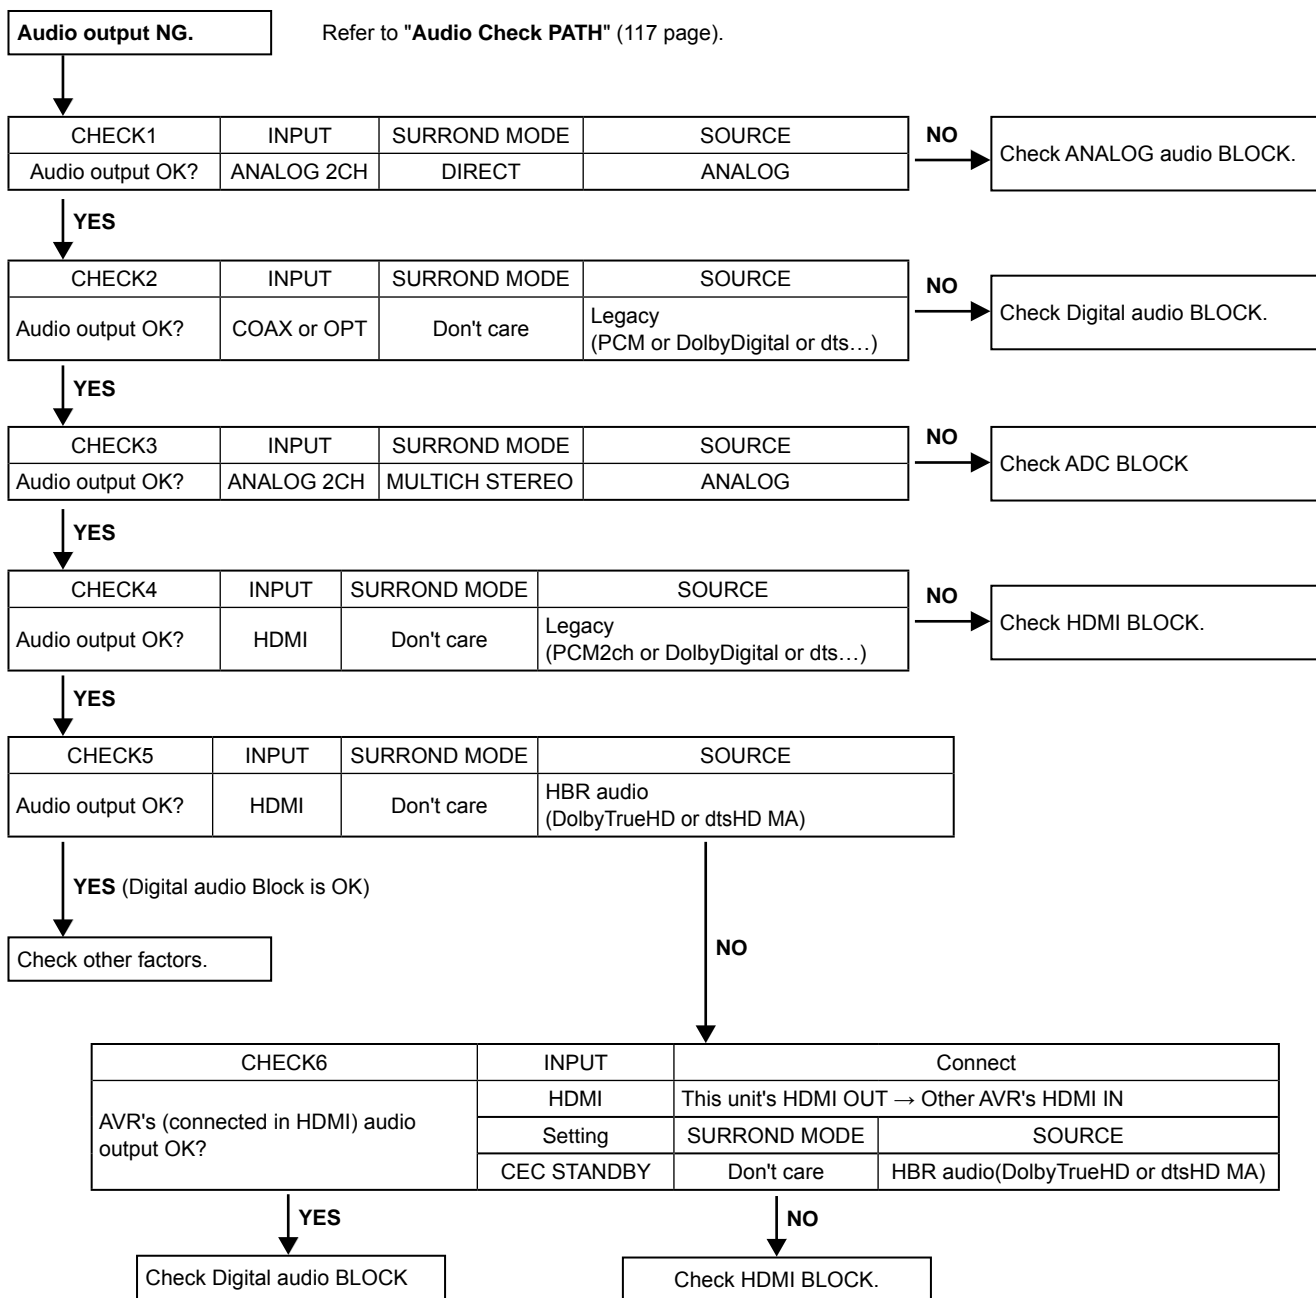 Audio output NG.
Refer to "Audio Check PATH" (117 page).
CHECK1 INPUT SURROND MODE SOURCE
Audio output OK? ANALOG 2CH DIRECT ANALOG
NO
Check ANALOG audio BLOCK.
YES
CHECK2 INPUT SURROND MODE SOURCE
Audio output OK? COAX or OPT Don't care Legacy
(PCM or DolbyDigital or dts…)
NO
Check Digital audio BLOCK.
YES
CHECK3 INPUT SURROND MODE SOURCE
Audio output OK? ANALOG 2CH MULTICH STEREO ANALOG
NO
Check ADC BLOCK
YES
CHECK4 INPUT SURROND MODE SOURCE
Audio output OK? HDMI Don't care Legacy
(PCM2ch or DolbyDigital or dts…)
NO
Check HDMI BLOCK.
YES
CHECK5 INPUT SURROND MODE SOURCE
Audio output OK? HDMI Don't care HBR audio
(DolbyTrueHD or dtsHD MA)
YES (Digital audio Block is OK)
Check other factors.
NO
CHECK6 INPUT Connect
AVR's (connected in HDMI) audio
output OK?
HDMI This unit's HDMI OUT → Other AVR's HDMI IN
Setting SURROND MODE SOURCE
CEC STANDBY Don't care HBR audio(DolbyTrueHD or dtsHD MA)
YES
Check Digital audio BLOCK
NO
Check HDMI BLOCK.